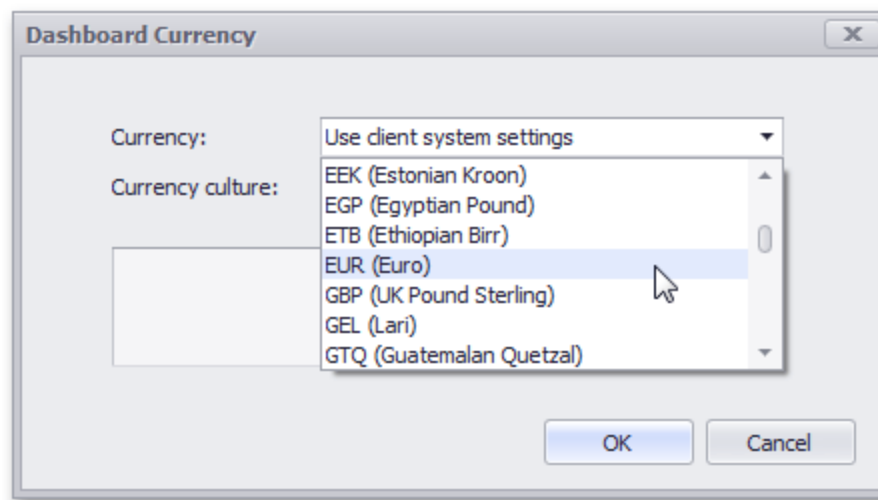 Dashboard Currency
Currency:
Use client system settings
Currency culture:
EEK (Estonian Kroon)
EGP (Egyptian Pound)
ETB (Ethiopian Birr)
EUR (Euro)
GBP (UK Pound Sterling)
GEL (Lari)
GTQ (Guatemalan Quetzal)
OK
Cancel